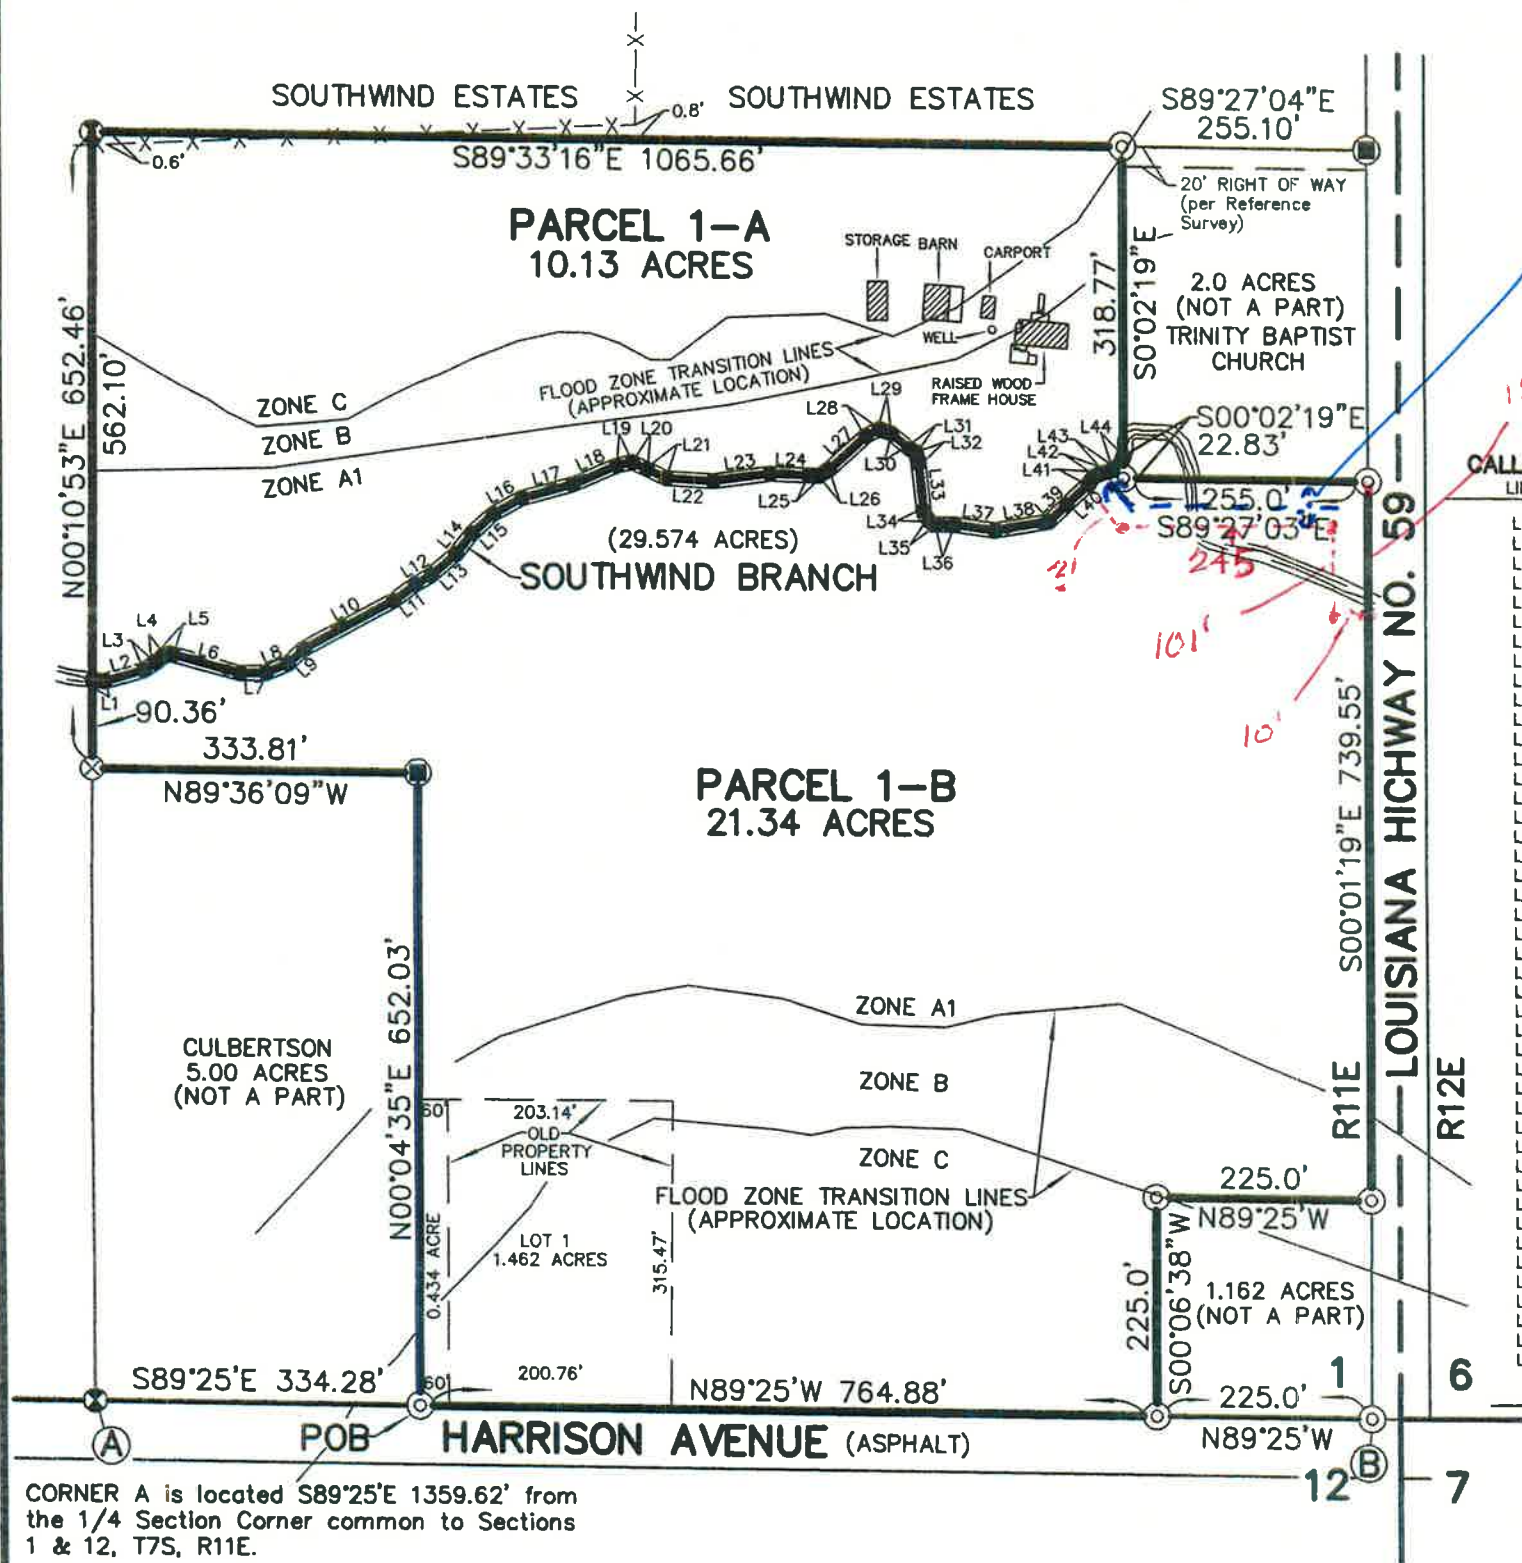 SOUTHWIND ESTATES
SOUTHWIND ESTATES
0.8'
0.6'
S89°27'04"E
255.10'
S89°33'16"E 1065.66'
20' RIGHT OF WAY
(per Reference
Survey)
PARCEL 1-A
10.13 ACRES
STORAGE BARN
CARPORT
WELL
RAISED WOOD
FRAME HOUSE
318.77'
S0°02'19"E
2.0 ACRES
(NOT A PART)
TRINITY BAPTIST
CHURCH
N00°10'53"E 652.46'
562.10'
FLOOD ZONE TRANSITION LINES
(APPROXIMATE LOCATION)
ZONE C
ZONE B
ZONE A1
S00°02'19"E
22.83'
CALL
LI
255.0'
S89°27'03"E
245
2'
101'
10'
L1
L2
L3
L4
L5
L6
L7
L8
L9
L10
L11
L12
L13
L14
L15
L16
L17
L18
L19
L20
L21
L22
L23
L24
L25
L26
L27
L28
L29
L30
L31
L32
L33
L34
L35
L36
L37
L38
L39
L40
L41
L42
L43
L44
(29.574 ACRES)
SOUTHWIND BRANCH
90.36'
333.81'
N89°36'09"W
PARCEL 1-B
21.34 ACRES
S00°01'19"E 739.55'
LOUISIANA HICHWAY NO. 59
R11E
R12E
N00°04'35"E 652.03'
CULBERTSON
5.00 ACRES
(NOT A PART)
ZONE A1
ZONE B
ZONE C
FLOOD ZONE TRANSITION LINES
(APPROXIMATE LOCATION)
60'
203.14'
OLD
PROPERTY
LINES
0.434 ACRE
LOT 1
1.462 ACRES
315.47'
225.0'
N89°25'W
225.0'
S00°06'38"W
1.162 ACRES
(NOT A PART)
1
6
S89°25'E 334.28'
60'
200.76'
N89°25'W 764.88'
225.0'
N89°25'W
A
POB
HARRISON AVENUE (ASPHALT)
B
12
7
CORNER A is located S89°25'E 1359.62' from
the 1/4 Section Corner common to Sections
1 & 12, T7S, R11E.